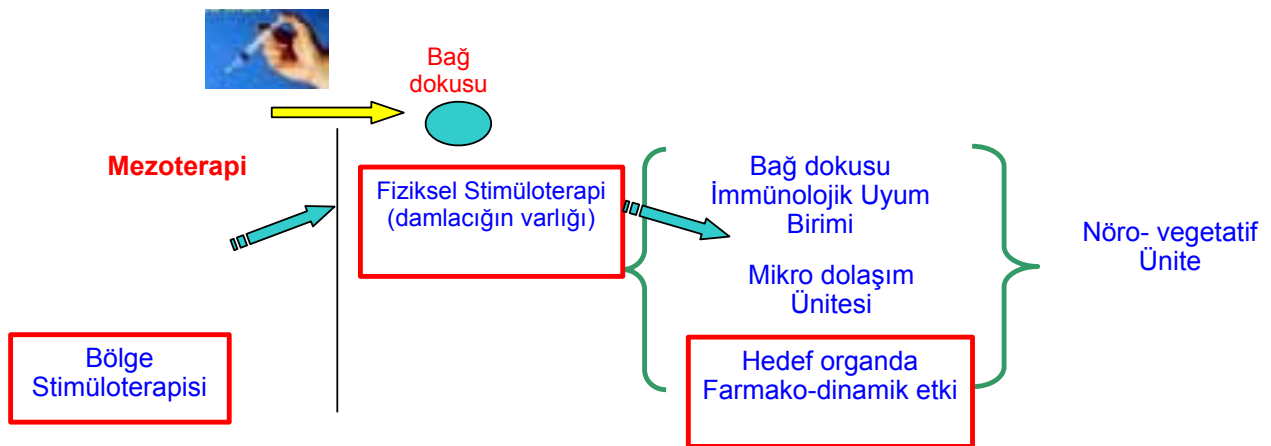 Bağ
dokusu
Mezoterapi
Fiziksel Stimüloterapi
(damlacığın varlığı)
Bağ dokusu
İmmünolojik Uyum
Birimi
Mikro dolaşım
Ünitesi
Nöro- vegetatif
Ünite
Bölge
Stimüloterapisi
Hedef organda
Farmako-dinamik etki